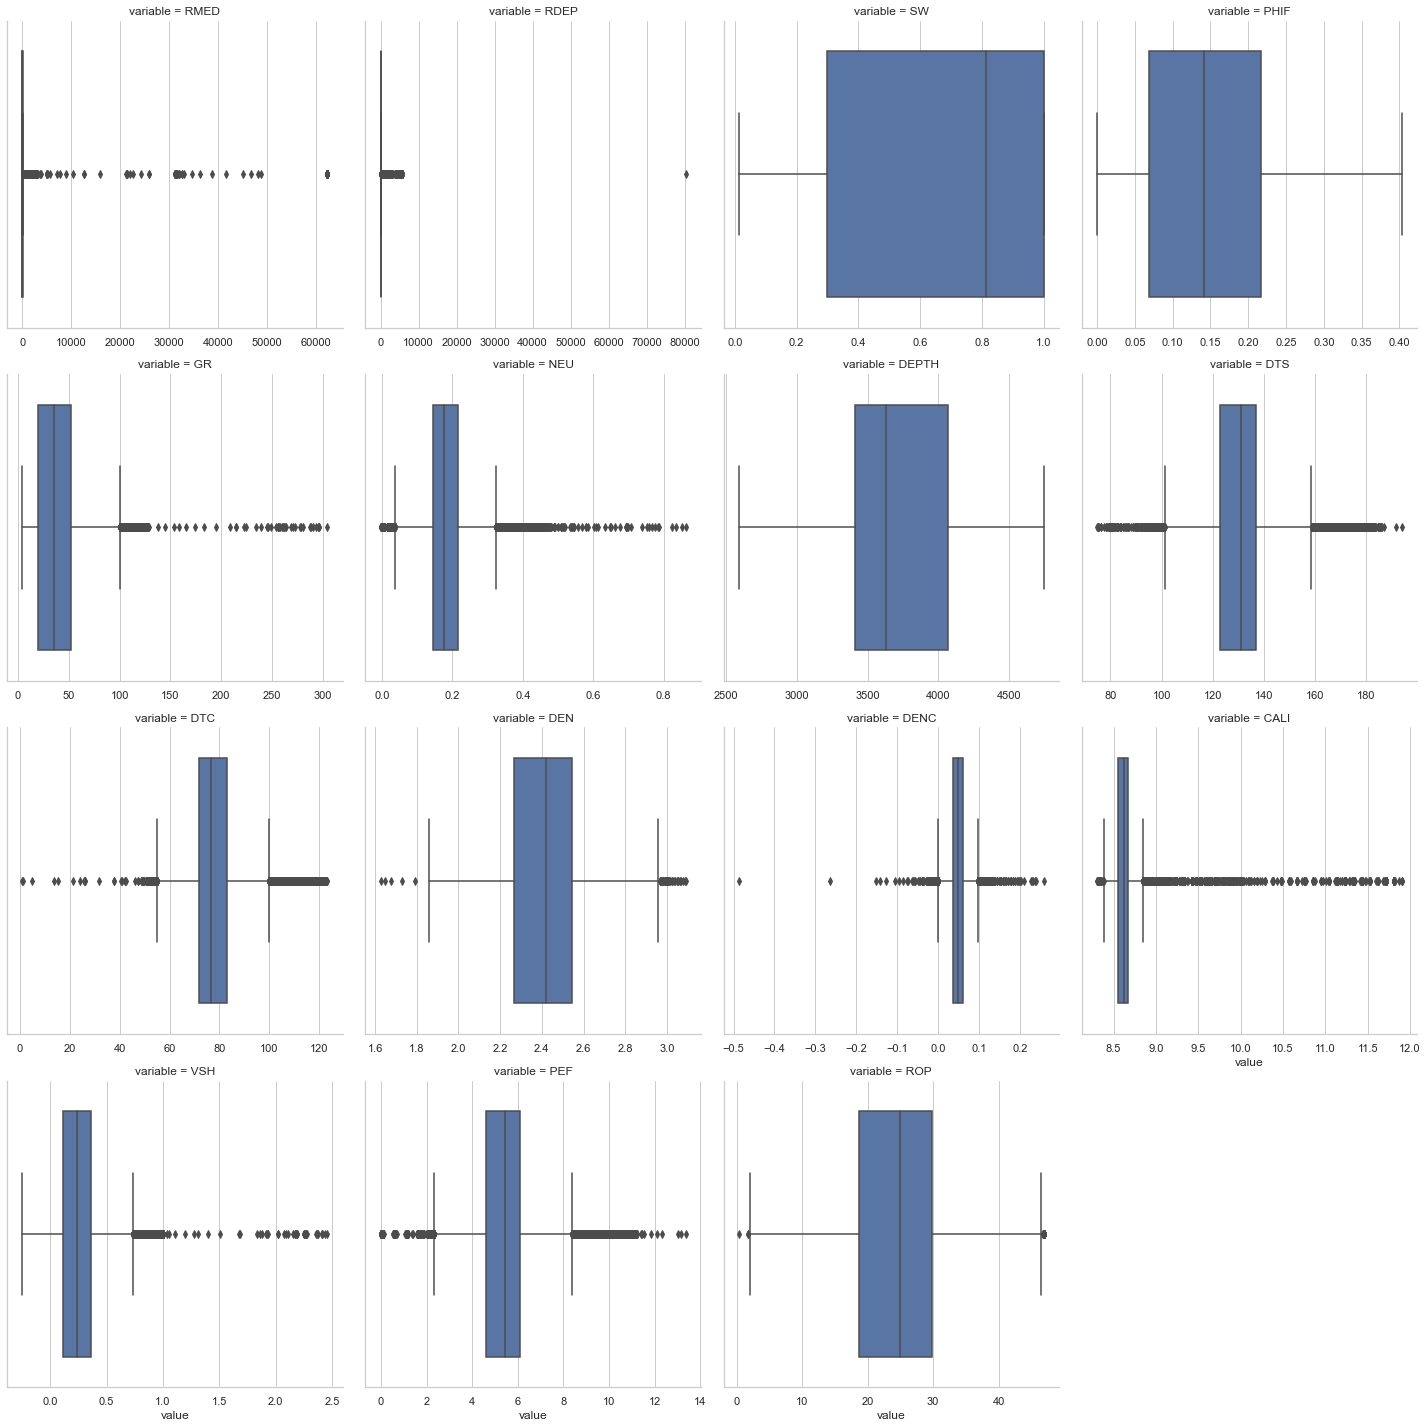 variable = RMED
variable = RDEP
variable = SW
variable = PHIF
0 10000 20000 30000 40000 50000 60000
0 10000 20000 30000 40000 50000 60000 70000 80000
0.0 0.2 0.4 0.6 0.8 1.0
0.00 0.05 0.10 0.15 0.20 0.25 0.30 0.35 0.40
variable = GR
variable = NEU
variable = DEPTH
variable = DTS
0 50 100 150 200 250 300
0.0 0.2 0.4 0.6 0.8
2500 3000 3500 4000 4500
80 100 120 140 160 180
variable = DTC
variable = DEN
variable = DENC
variable = CALI
0 20 40 60 80 100 120
1.6 1.8 2.0 2.2 2.4 2.6 2.8 3.0
−0.5 −0.4 −0.3 −0.2 −0.1 0.0 0.1 0.2
8.5 9.0 9.5 10.0 10.5 11.0 11.5 12.0
value
variable = VSH
variable = PEF
variable = ROP
0.0 0.5 1.0 1.5 2.0 2.5
value
0 2 4 6 8 10 12 14
value
0 10 20 30 40
value